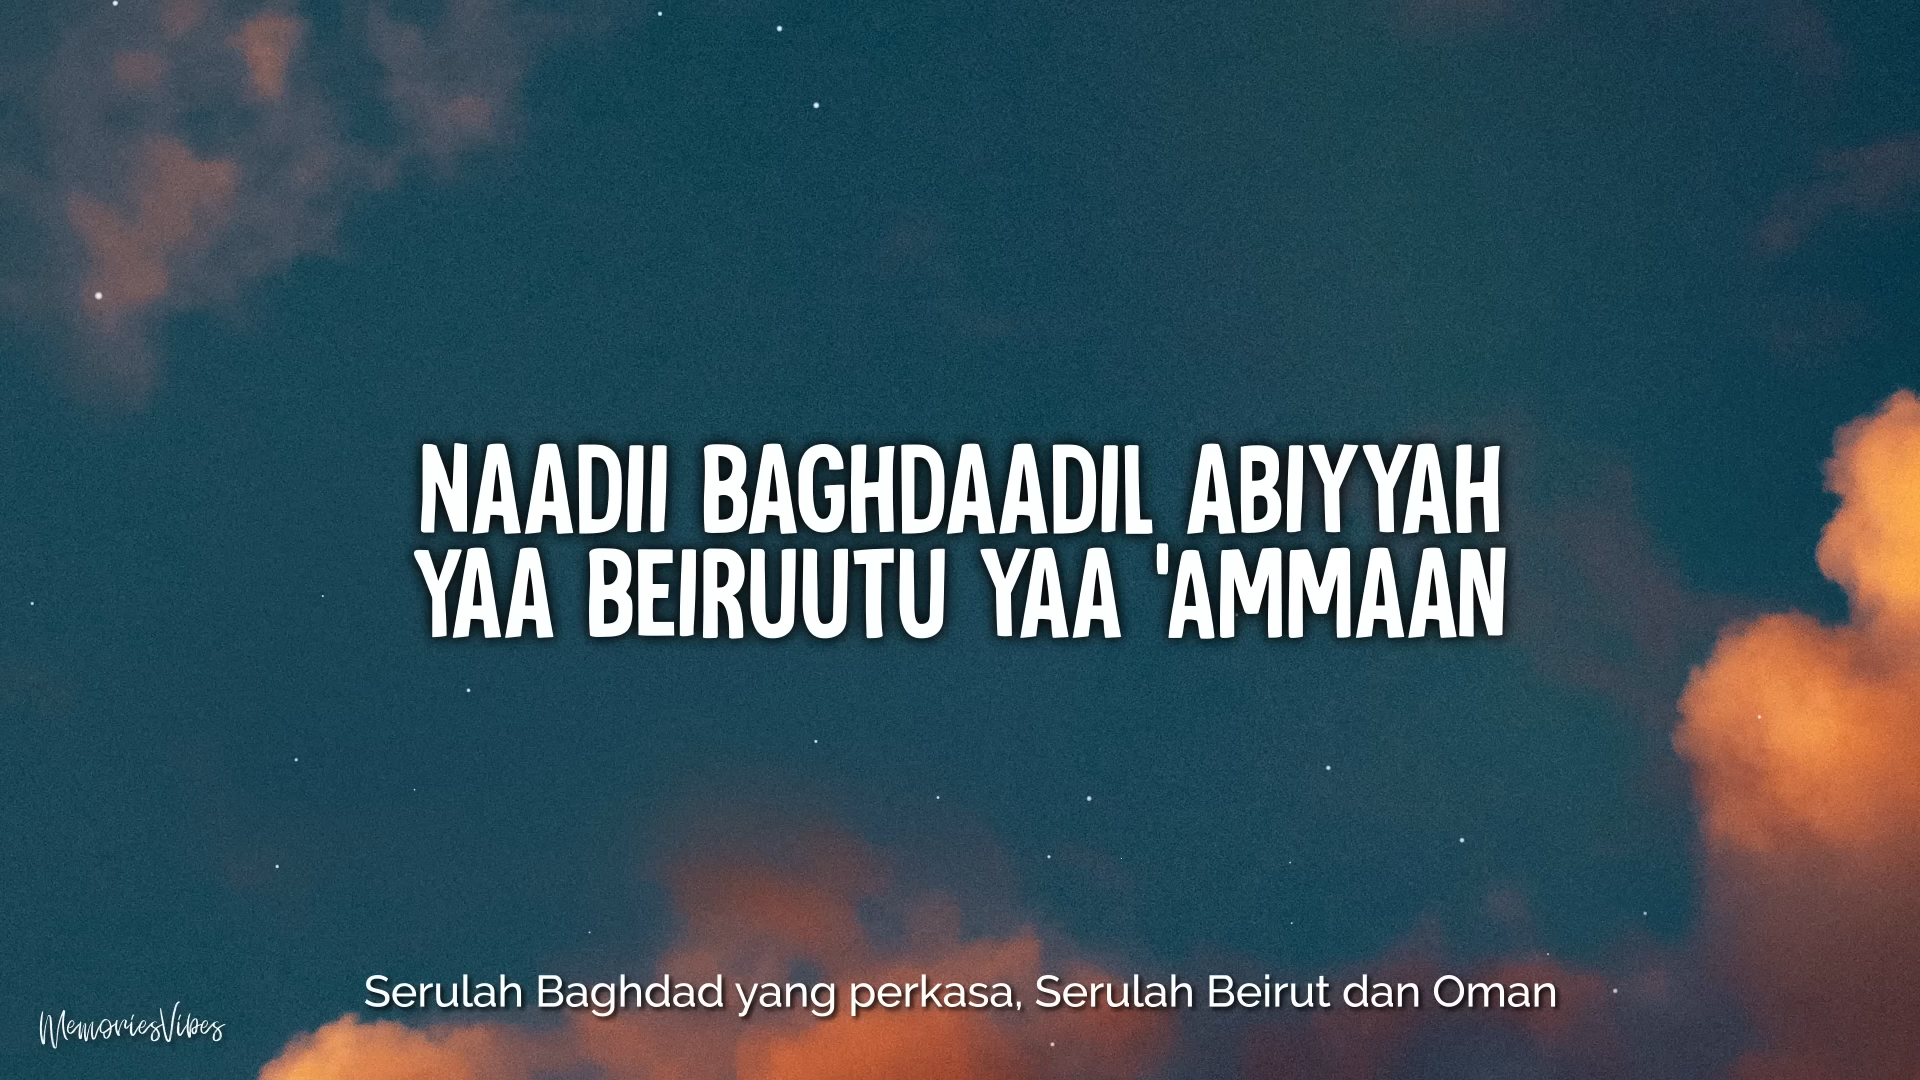 NAADII BAGHDAADIL ABIYYAH
YAA BEIRUUTU YAA 'AMMAAN
Serulah Baghdad yang perkasa, Serulah Beirut dan Oman
MemoriesVibes